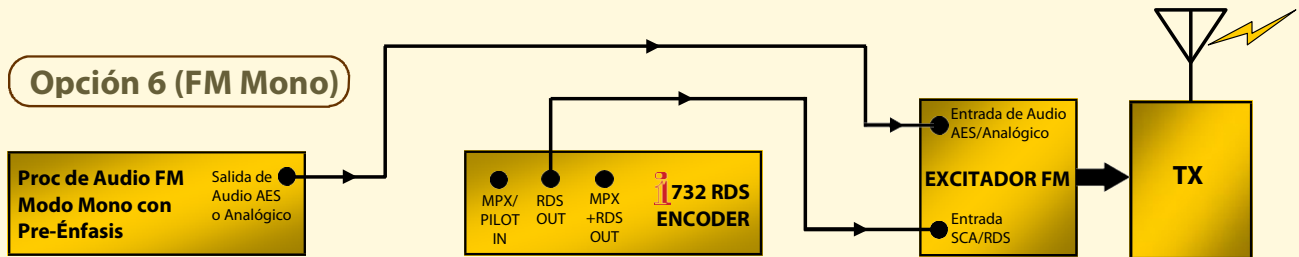 Opción 6 (FM Mono)
Proc de Audio FM
Modo Mono con
Pre-Énfasis
Salida de
Audio AES
o Analógico
MPX/
PILOT
IN
RDS
OUT
MPX
+RDS
OUT
i732 RDS
ENCODER
Entrada de Audio
AES/Analógico
EXCITADOR FM
Entrada
SCA/RDS
TX